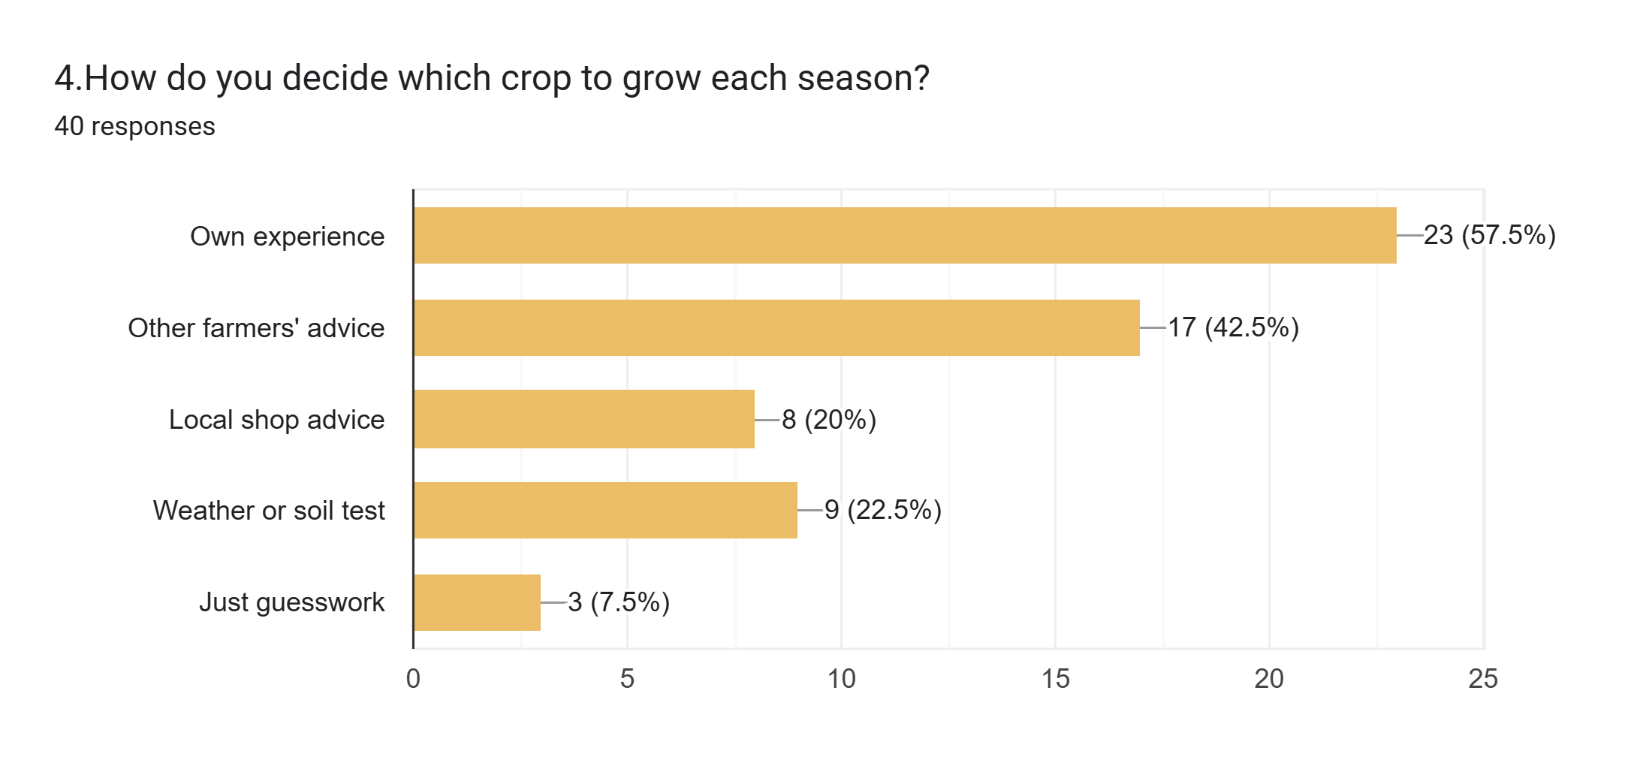 4.How do you decide which crop to grow each season?
40 responses
Own experience 23 (57.5%)
Other farmers' advice 17 (42.5%)
Local shop advice 8 (20%)
Weather or soil test 9 (22.5%)
Just guesswork 3 (7.5%)
0 5 10 15 20 25